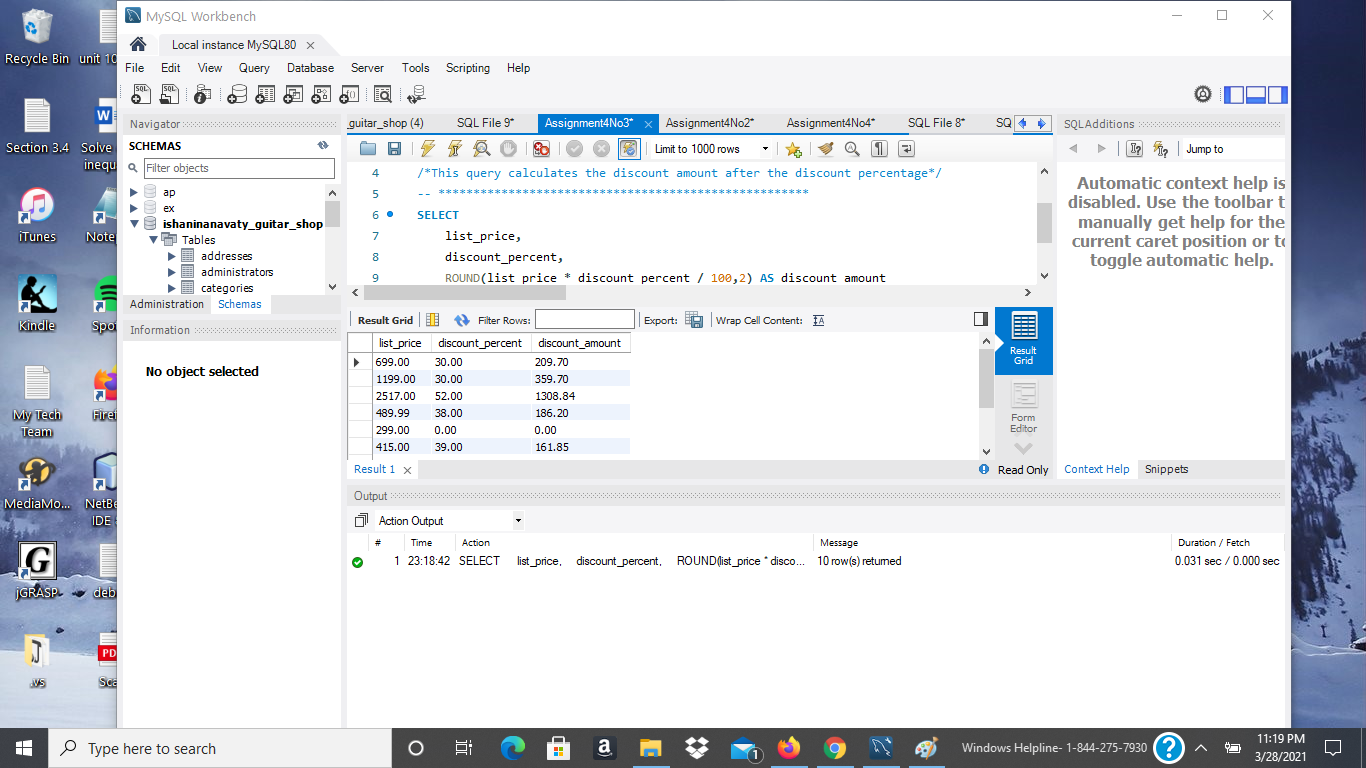 MySQL Workbench
Local instance MySQL80
File Edit View Query Database Server Tools Scripting Help
Navigator
SCHEMAS
Filter objects
ap
ex
ishaninanavaty_guitar_shop
Tables
addresses
administrators
categories
Administration Schemas
Information
No object selected
_guitar_shop (4) SQL File 9* Assignment4No3* Assignment4No2* Assignment4No4* SQL File 8* SQ
Limit to 1000 rows
4 /*This query calculates the discount amount after the discount percentage*/
5 -- *****************************************************
6 SELECT
7 list_price,
8 discount_percent,
9 ROUND(list_price * discount_percent / 100,2) AS discount_amount
Result Grid Filter Rows: Export: Wrap Cell Content:
list_price discount_percent discount_amount
699.00 30.00 209.70
1199.00 30.00 359.70
2517.00 52.00 1308.84
489.99 38.00 186.20
299.00 0.00 0.00
415.00 39.00 161.85
Result
Grid
Form
Editor
Result 1
Read Only
SQLAdditions
Jump to
Automatic context help is
disabled. Use the toolbar t
manually get help for the
current caret position or to
toggle automatic help.
Context Help Snippets
Output
Action Output
# Time Action Message Duration / Fetch
1 23:18:42 SELECT list_price, discount_percent, ROUND(list_price * disco... 10 row(s) returned 0.031 sec / 0.000 sec
Recycle Bin
unit 10
Section 3.4
Solve
inequ
iTunes
Notep
Kindle
Spot
My Tech
Team
Firef
MediaMo...
NetBe
IDE
jGRASP
deb
.vs
PD
Sca
Type here to search
1
Windows Helpline- 1-844-275-7930
11:19 PM
3/28/2021